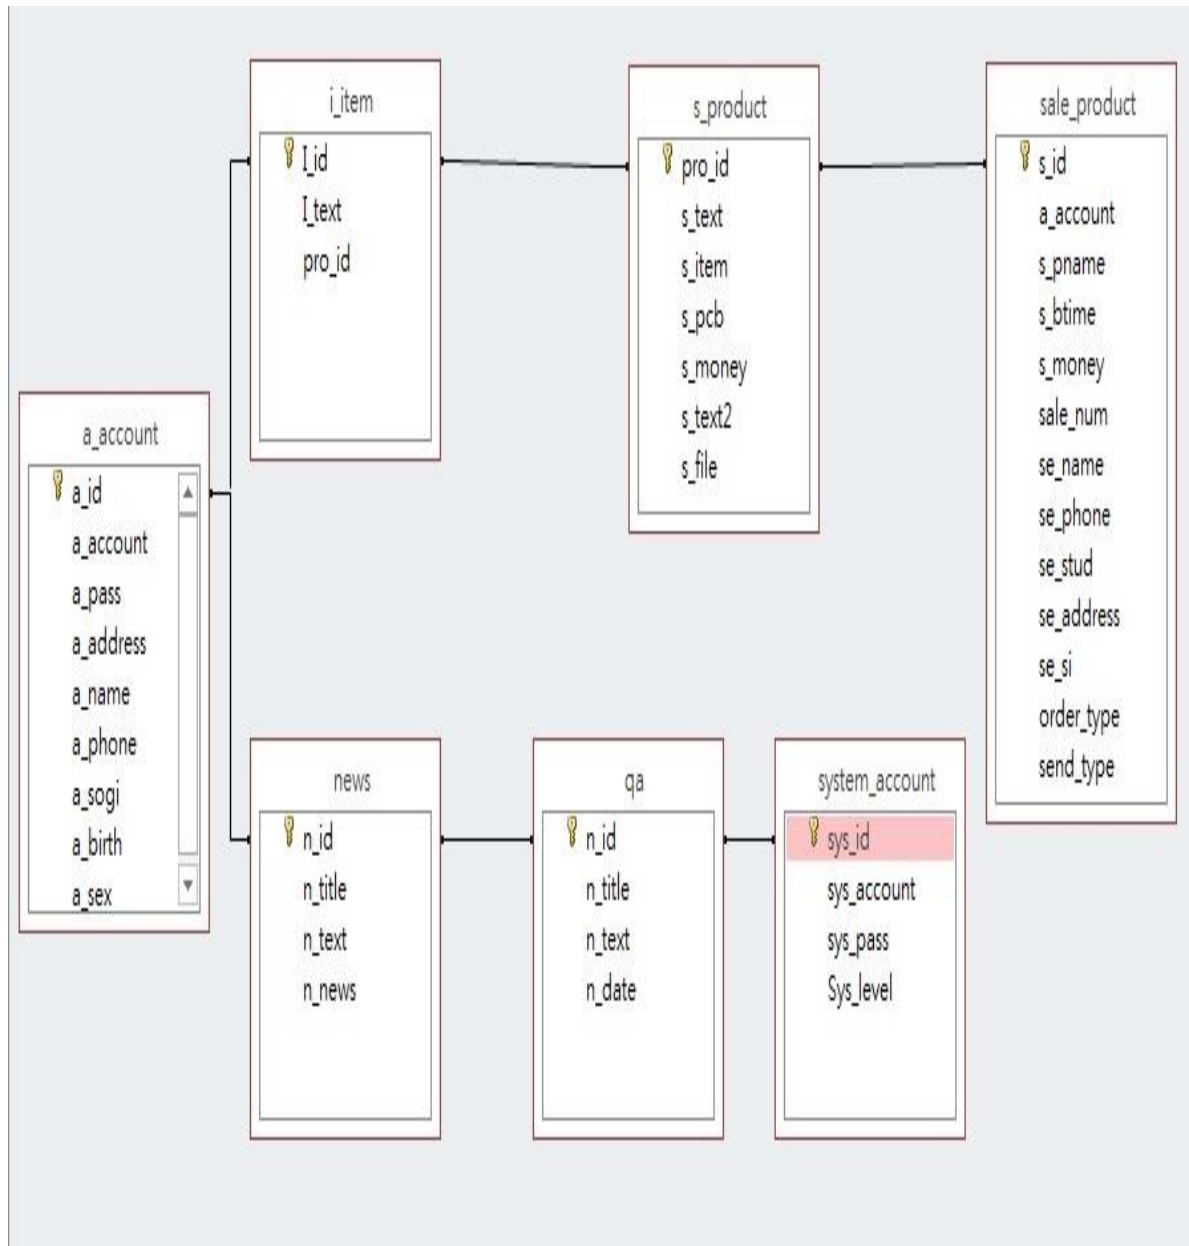 i_item
I_id
I_text
pro_id
s_product
pro_id
s_text
s_item
s_pcb
s_money
s_text2
s_file
sale_product
s_id
a_account
s_pname
s_btime
s_money
sale_num
se_name
se_phone
se_stud
se_address
se_si
order_type
send_type
a_account
a_id
a_account
a_pass
a_address
a_name
a_phone
a_sogi
a_birth
a_sex
news
n_id
n_title
n_text
n_news
qa
n_id
n_title
n_text
n_date
system_account
sys_id
sys_account
sys_pass
Sys_level